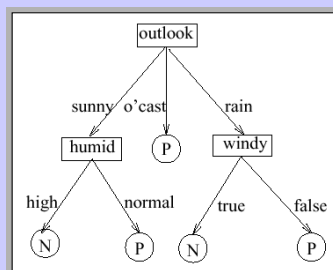 outlook
sunny o'cast rain
humid P windy
high normal true false
N P N P